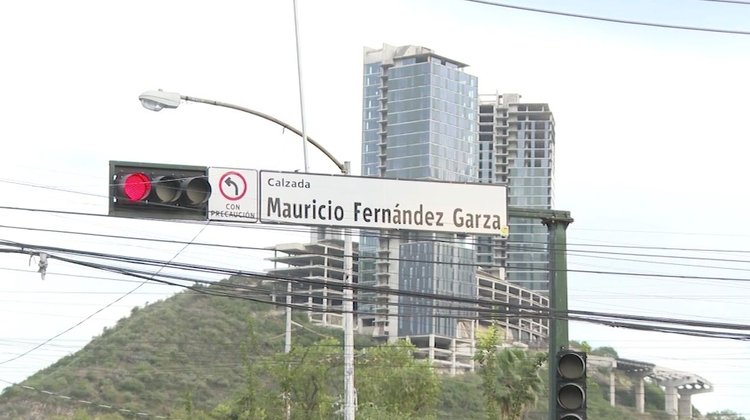 CON
PRECAUCIÓN
Calzada
Mauricio Fernández Garza